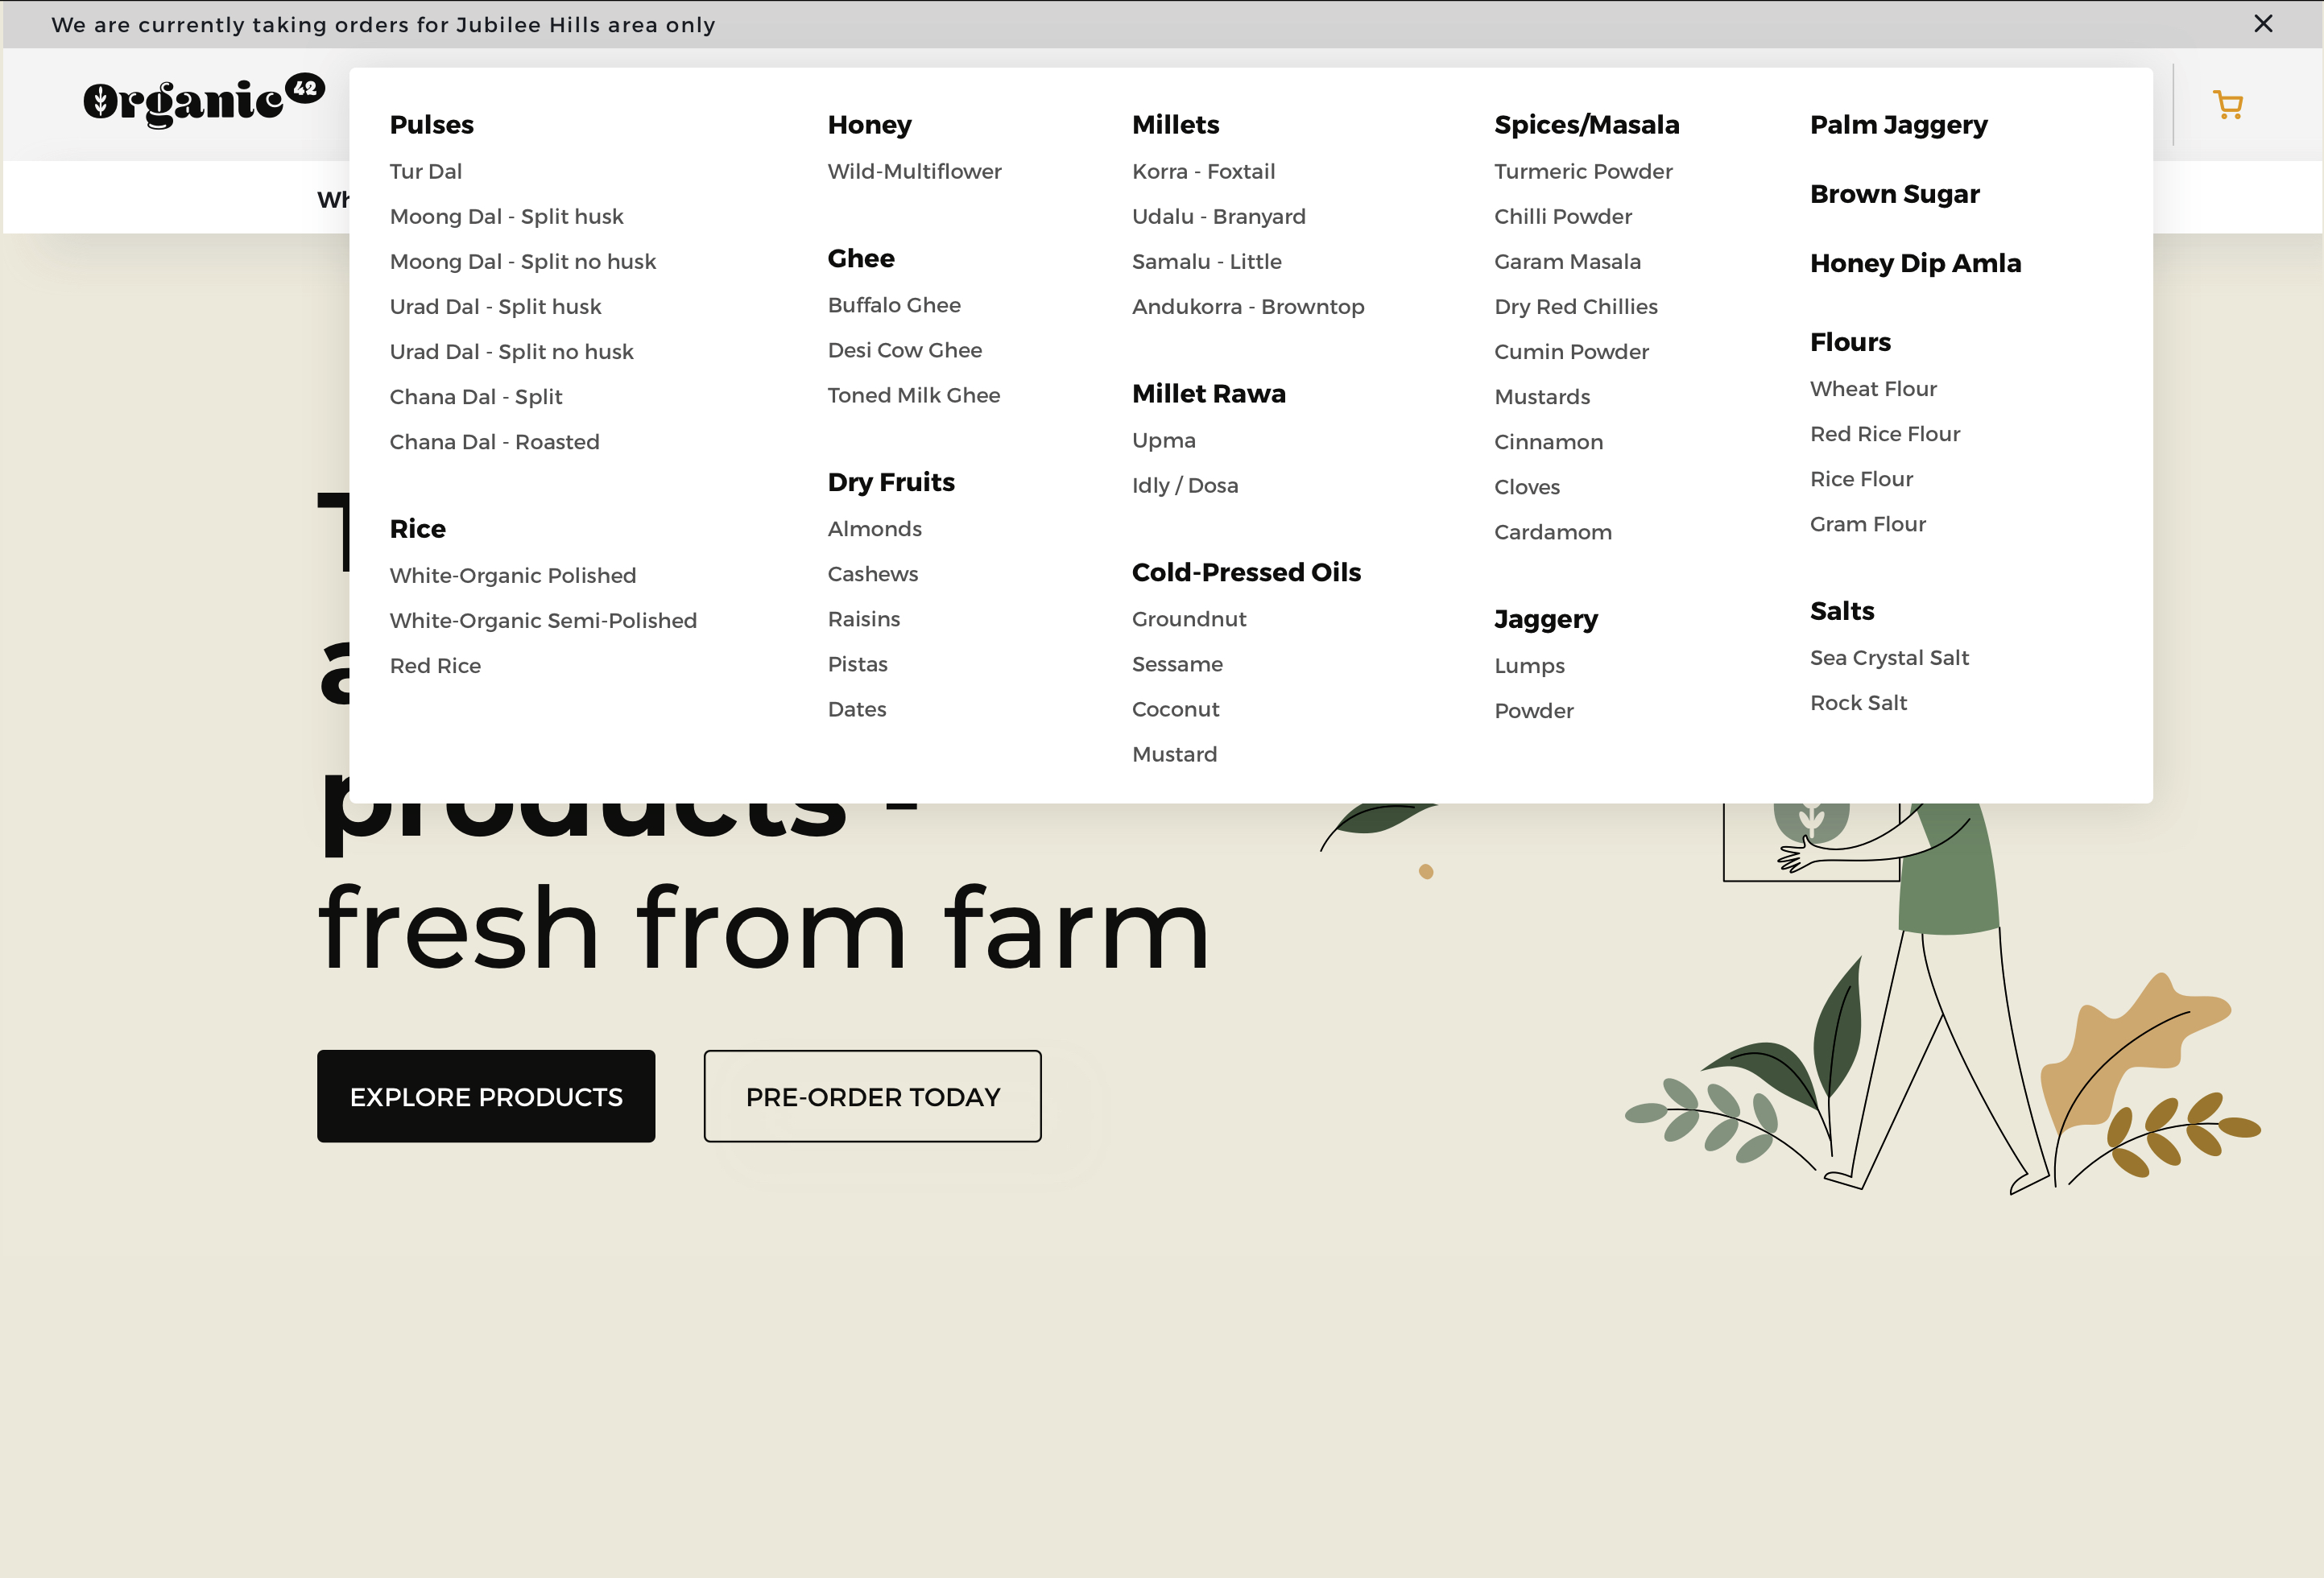 We are currently taking orders for Jubilee Hills area only
Organic 42
Pulses
Tur Dal
Moong Dal - Split husk
Moong Dal - Split no husk
Urad Dal - Split husk
Urad Dal - Split no husk
Chana Dal - Split
Chana Dal - Roasted
Rice
White-Organic Polished
White-Organic Semi-Polished
Red Rice
Honey
Wild-Multiflower
Ghee
Buffalo Ghee
Desi Cow Ghee
Toned Milk Ghee
Dry Fruits
Almonds
Cashews
Raisins
Pistas
Dates
Millets
Korra - Foxtail
Udalu - Branyard
Samalu - Little
Andukorra - Browntop
Millet Rawa
Upma
Idly / Dosa
Cold-Pressed Oils
Groundnut
Sessame
Coconut
Mustard
Spices/Masala
Turmeric Powder
Chilli Powder
Garam Masala
Dry Red Chillies
Cumin Powder
Mustards
Cinnamon
Cloves
Cardamom
Jaggery
Lumps
Powder
Palm Jaggery
Brown Sugar
Honey Dip Amla
Flours
Wheat Flour
Red Rice Flour
Rice Flour
Gram Flour
Salts
Sea Crystal Salt
Rock Salt
products -
fresh from farm
EXPLORE PRODUCTS
PRE-ORDER TODAY